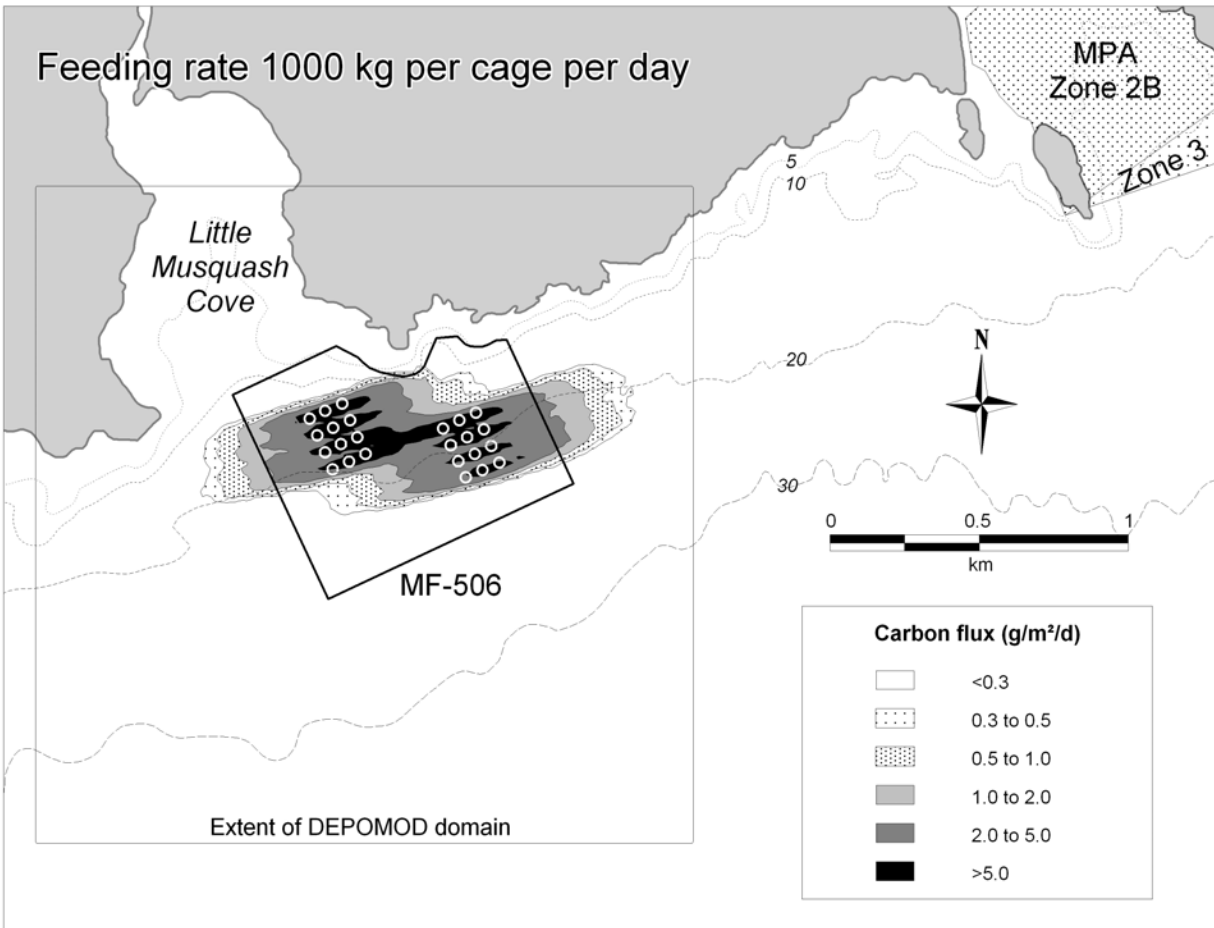 Feeding rate 1000 kg per cage per day
MPA
Zone 2B
Zone 3
5
10
Little
Musquash
Cove
N
20
30
0 0.5 1
km
MF-506
Extent of DEPOMOD domain
Carbon flux (g/m²/d)
<0.3
0.3 to 0.5
0.5 to 1.0
1.0 to 2.0
2.0 to 5.0
>5.0